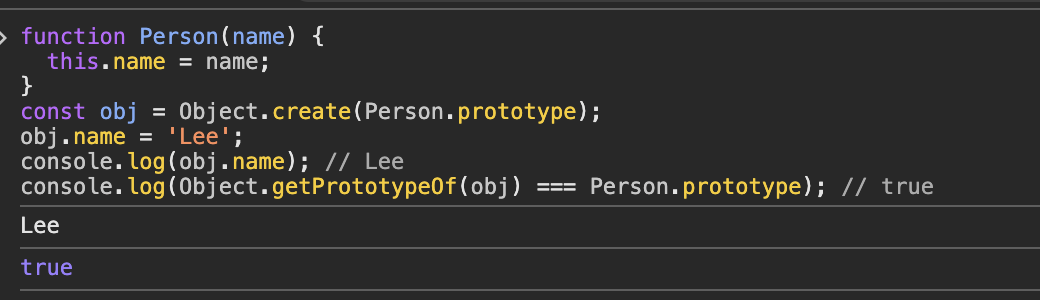 function Person(name) {
  this.name = name;
}
const obj = Object.create(Person.prototype);
obj.name = 'Lee';
console.log(obj.name); // Lee
console.log(Object.getPrototypeOf(obj) === Person.prototype); // true
Lee
true